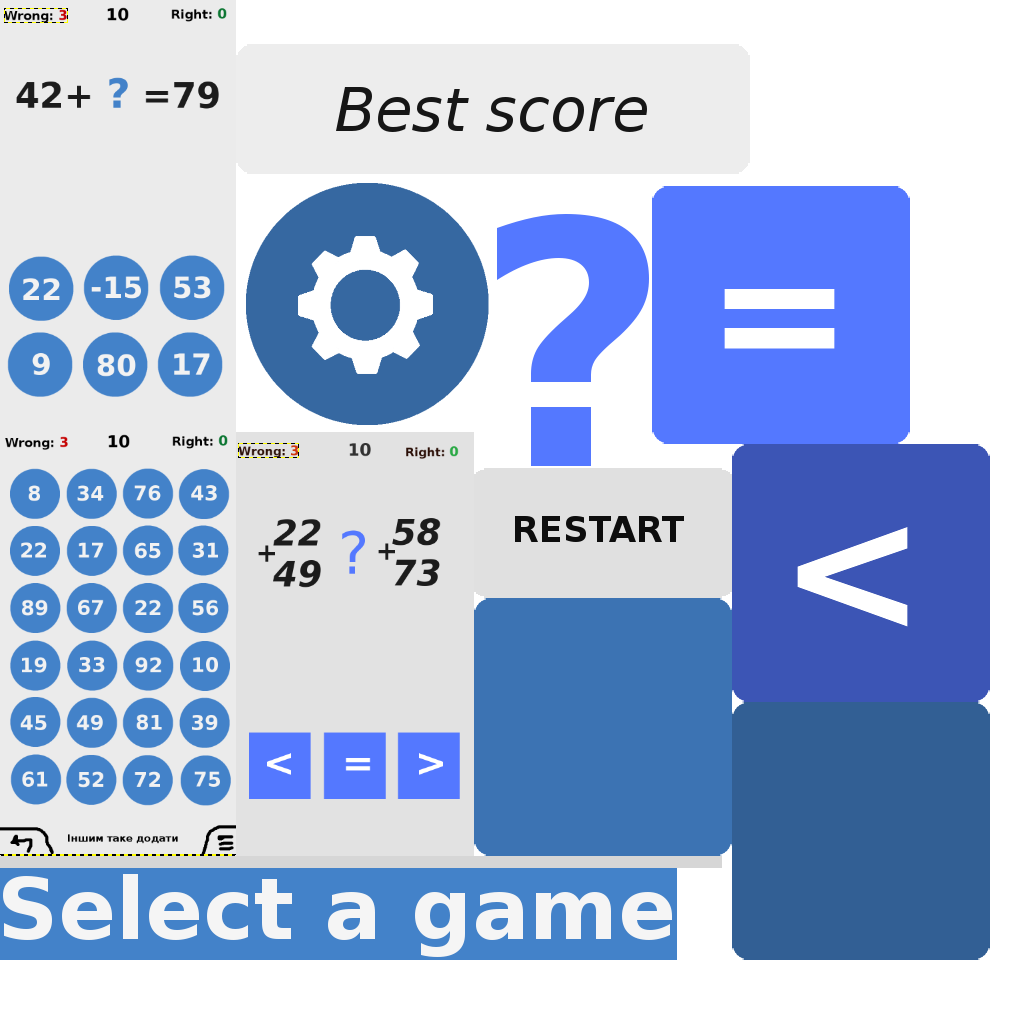 Wrong: 3 10 Right: 0
42+ ? =79
22 -15 53
9 80 17
Best score
?
=
Wrong: 3 10 Right: 0
8 34 76 43
22 17 65 31
89 67 22 56
19 33 92 10
45 49 81 39
61 52 72 75
Іншим таке додати
Wrong: 3 10 Right: 0
+22 ? +58
49 73
< = >
RESTART
<
Select a game